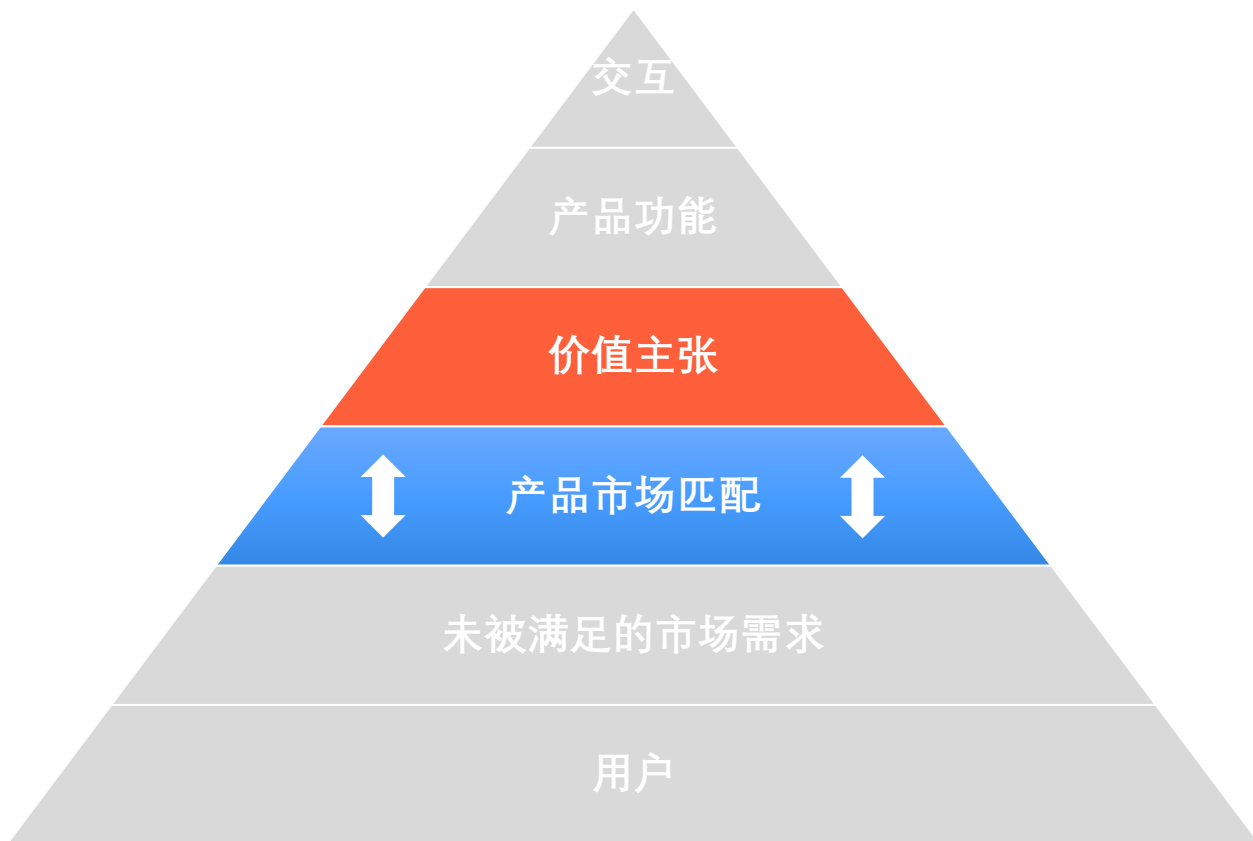 交互
产品功能
价值主张
产品市场匹配
未被满足的市场需求
用户